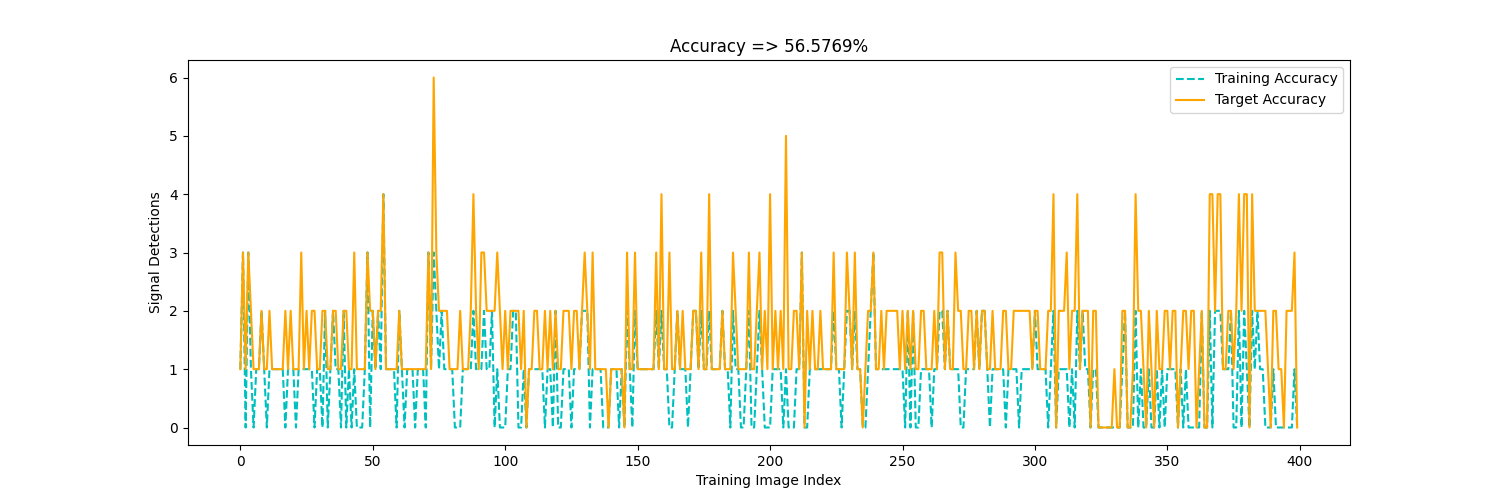 Accuracy => 56.5769%
Training Accuracy
Target Accuracy
Signal Detections
6
5
4
3
2
1
0
0 50 100 150 200 250 300 350 400
Training Image Index